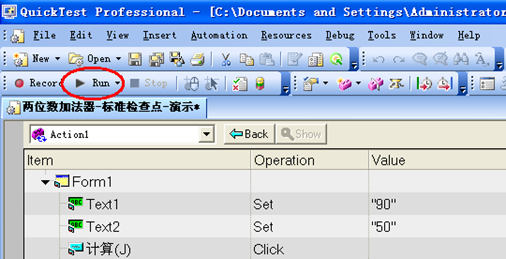 QuickTest Professional - [C:\Documents and Settings\Administrator
File Edit View Insert Automation Resources Debug Tools Window Help
New Open
Record Run Stop
两位数加法器-标准检查点-演示*
Action1 Back Show
Item Operation Value
Form1
Text1 Set "90"
Text2 Set "50"
计算(J) Click